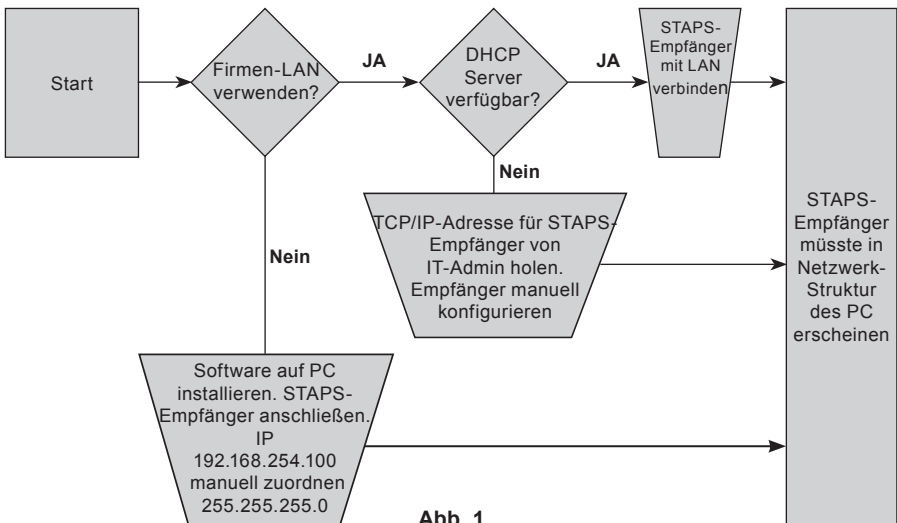 Start
Firmen-LAN
verwenden?
JA
DHCP
Server
verfügbar?
JA
STAPS-
Empfänger
mit LAN
verbinden
Nein
TCP/IP-Adresse für STAPS-
Empfänger von
IT-Admin holen.
Empfänger manuell
konfigurieren
Nein
Software auf PC
installieren. STAPS-
Empfänger anschließen.
IP
192.168.254.100
manuell zuordnen
255.255.255.0
STAPS-
Empfänger
müsste in
Netzwerk-
Struktur
des PC
erscheinen
Abb. 1